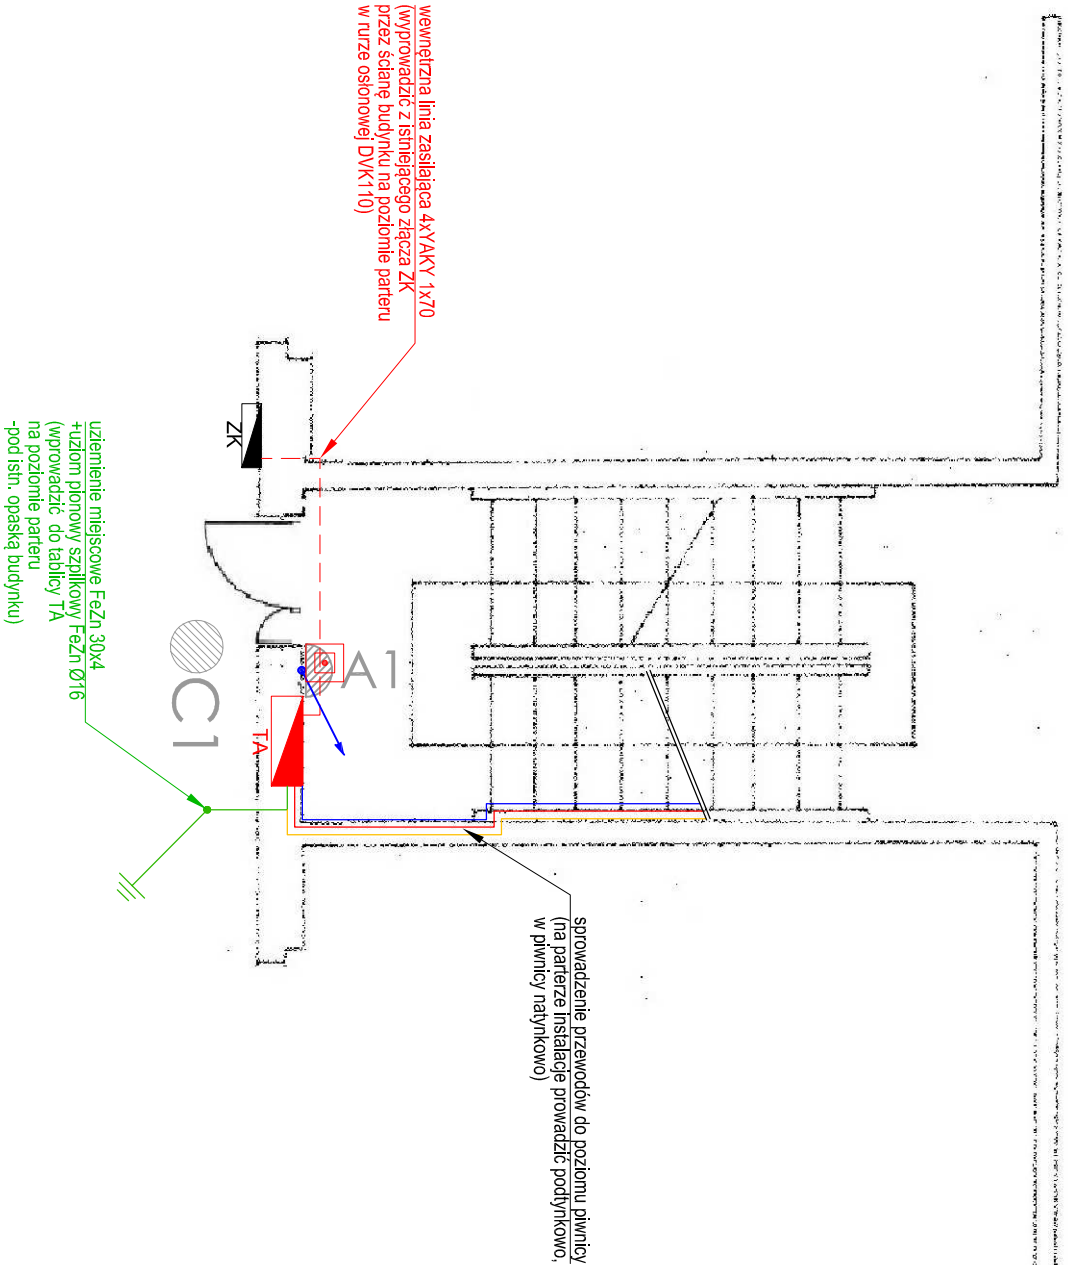 wewnętrzna linia zasilająca 4xYAKY 1x70
(wyprowadzić z istniejącego złącza ZK
przez ścianę budynku na poziomie parteru
w rurze osłonowej DVK110)
ZK
A1
C1
TA
uziemienie miejscowe FeZn 30x4
+uziom pionowy szpilkowy FeZn Ø16
(wprowadzić do tablicy TA
na poziomie parteru
-pod istn. opaską budynku)
sprowadzenie przewodów do poziomu piwnicy
(na parterze instalacje prowadzić podtynkowo,
w piwnicy natynkowo)